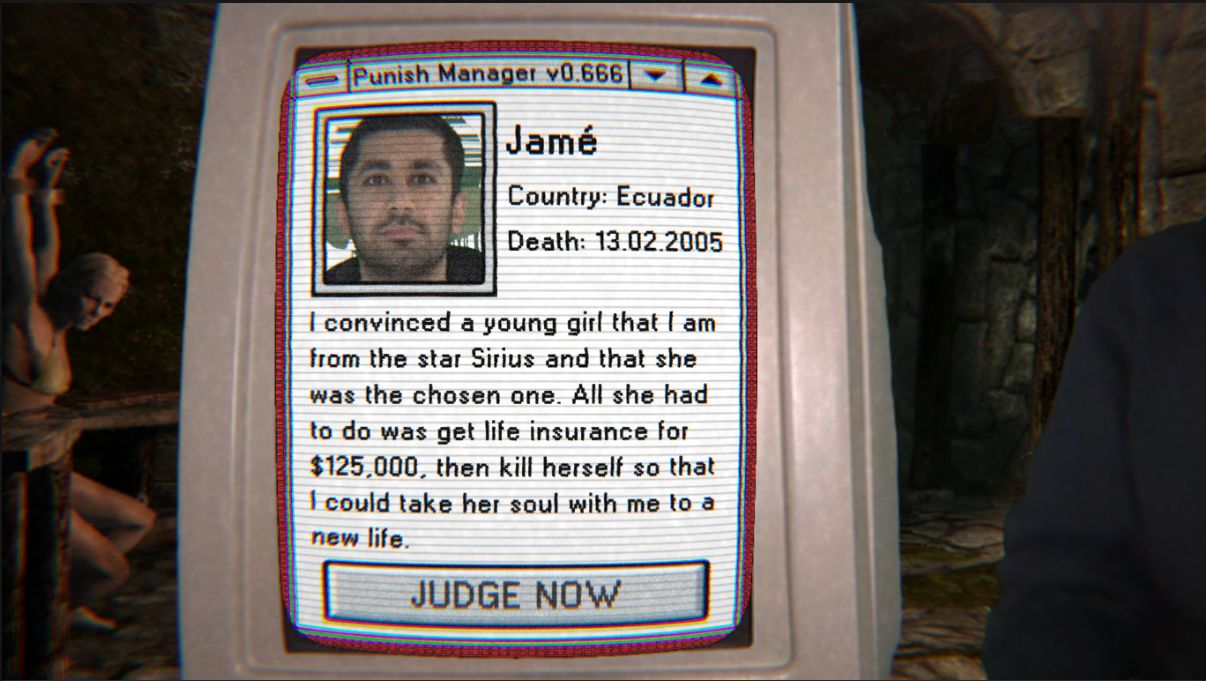 Punish Manager v0.666
Jamé
Country: Ecuador
Death: 13.02.2005
I convinced a young girl that I am
from the star Sirius and that she
was the chosen one. All she had
to do was get life insurance for
$125,000, then kill herself so that
I could take her soul with me to a
new life.
JUDGE NOW